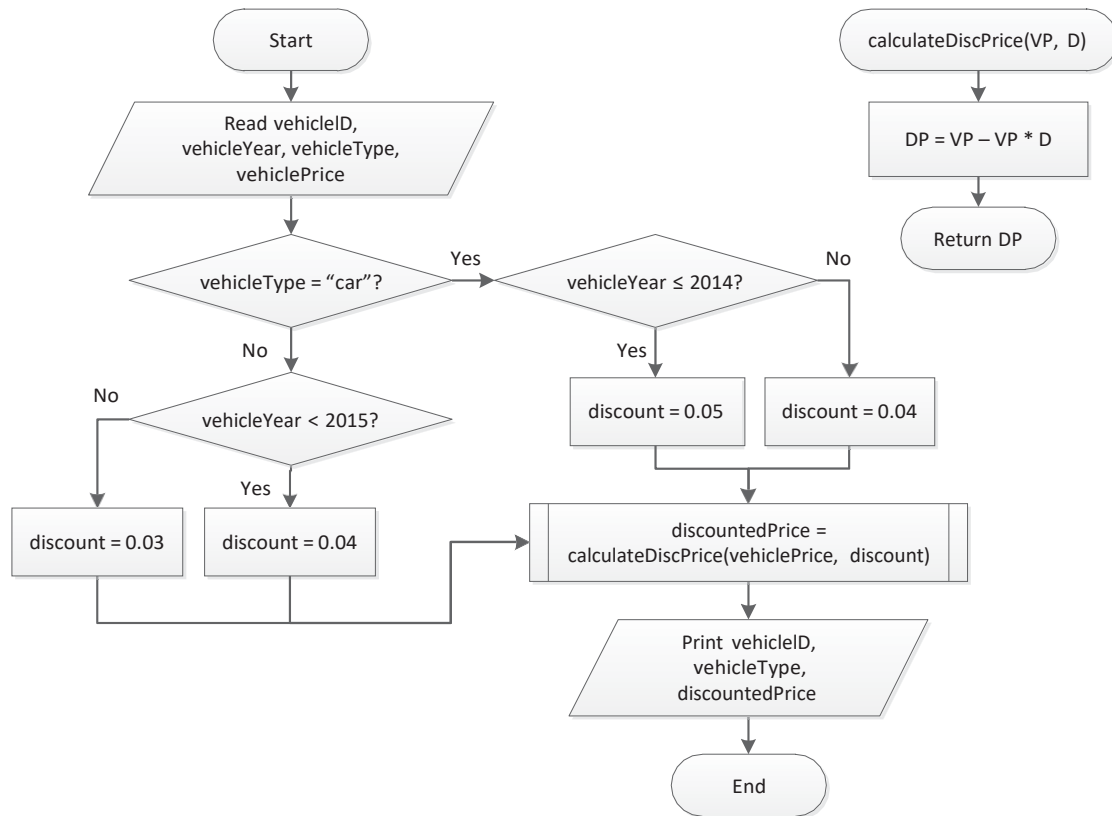 Start
Read vehicleID,
vehicleYear, vehicleType,
vehiclePrice
vehicleType = “car”?
Yes
No
vehicleYear ≤ 2014?
No
Yes
discount = 0.05
discount = 0.04
No
vehicleYear < 2015?
Yes
discount = 0.03
discount = 0.04
discountedPrice =
calculateDiscPrice(vehiclePrice, discount)
Print vehicleID,
vehicleType,
discountedPrice
End
calculateDiscPrice(VP, D)
DP = VP – VP * D
Return DP